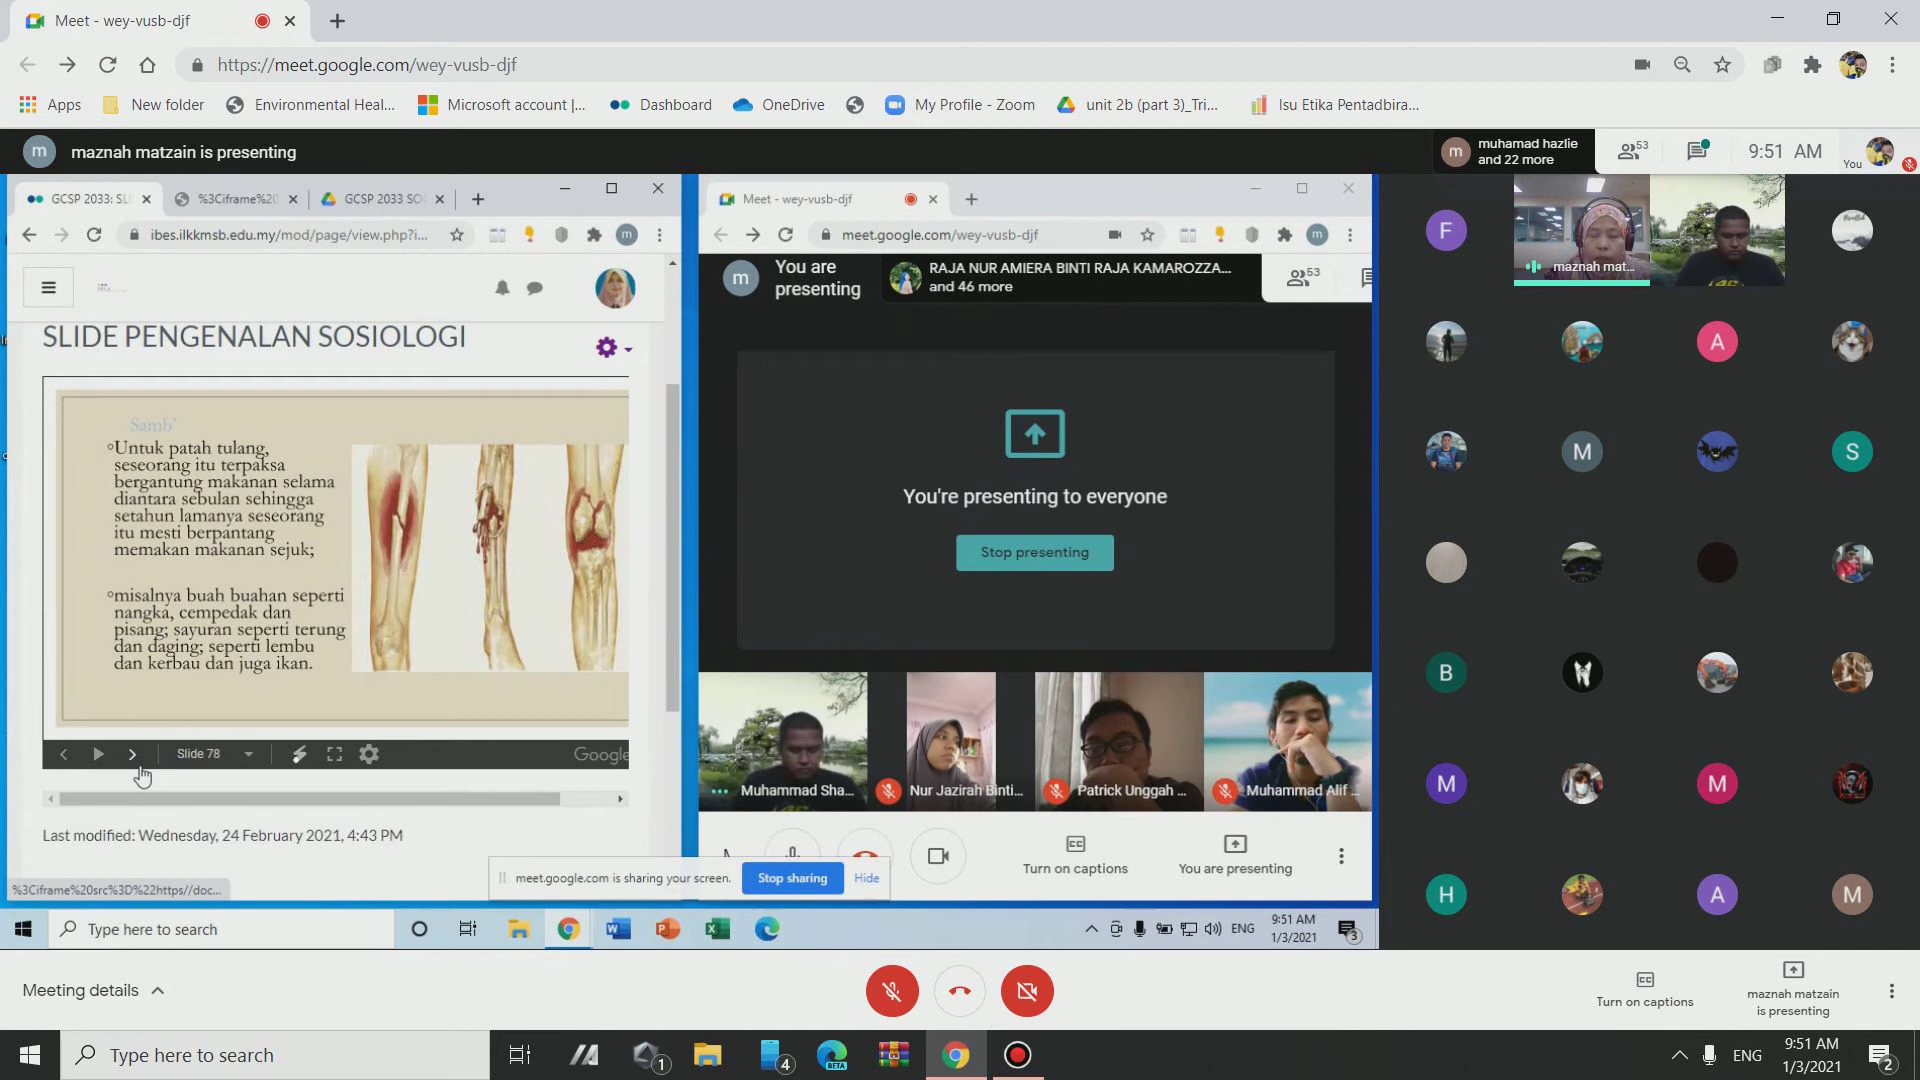 Meet - wey-vusb-djf
https://meet.google.com/wey-vusb-djf
Apps
New folder
Environmental Heal...
Microsoft account |...
Dashboard
OneDrive
My Profile - Zoom
unit 2b (part 3)_Tri...
Isu Etika Pentadbira...
m
maznah matzain is presenting
m
muhamad hazlie
and 22 more
53
9:51 AM
You
GCSP 2033: SL
%3Ciframe%20
GCSP 2033 SO
ibes.ilkkmsb.edu.my/mod/page/view.php?i...
m
SLIDE PENGENALAN SOSIOLOGI
Samb'
Untuk patah tulang,
seseorang itu terpaksa
bergantung makanan selama
diantara sebulan sehingga
setahun lamanya seseorang
itu mesti berpantang
memakan makanan sejuk;
misalnya buah buahan seperti
nangka, cempedak dan
pisang; sayuran seperti terung
dan daging; seperti lembu
dan kerbau dan juga ikan.
Slide 78
Google
Last modified: Wednesday, 24 February 2021, 4:43 PM
%3Ciframe%20src%3D%22https//doc...
Meet - wey-vusb-djf
meet.google.com/wey-vusb-djf
m
m
You are
presenting
RAJA NUR AMIERA BINTI RAJA KAMAROZZA...
and 46 more
53
You're presenting to everyone
Stop presenting
Muhammad Sha...
Nur Jazirah Binti...
Patrick Unggah ...
Muhammad Alif ...
Turn on captions
You are presenting
meet.google.com is sharing your screen.
Stop sharing
Hide
Type here to search
ENG
9:51 AM
1/3/2021
3
F
maznah mat...
A
M
S
B
M
M
H
A
M
Meeting details
Turn on captions
maznah matzain
is presenting
Type here to search
1
4
BETA
ENG
9:51 AM
1/3/2021
2